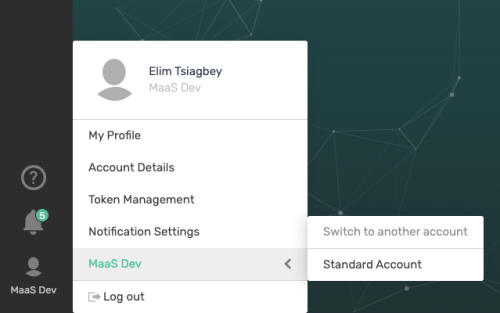 Elim Tsiagbey
MaaS Dev
My Profile
Account Details
Token Management
Notification Settings
MaaS Dev
Log out
Switch to another account
Standard Account
5
MaaS Dev